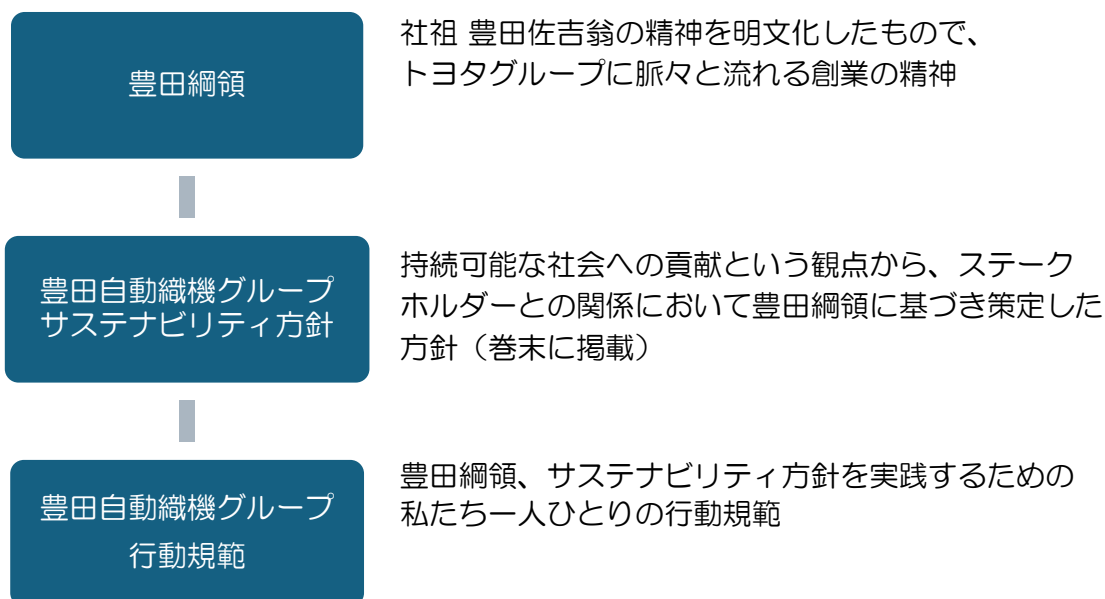 豊田綱領
社祖 豊田佐吉翁の精神を明文化したもので、
トヨタグループに脈々と流れる創業の精神
豊田自動織機グループ
サステナビリティ方針
持続可能な社会への貢献という観点から、ステーク
ホルダーとの関係において豊田綱領に基づき策定した
方針（巻末に掲載）
豊田自動織機グループ
行動規範
豊田綱領、サステナビリティ方針を実践するための
私たち一人ひとりの行動規範